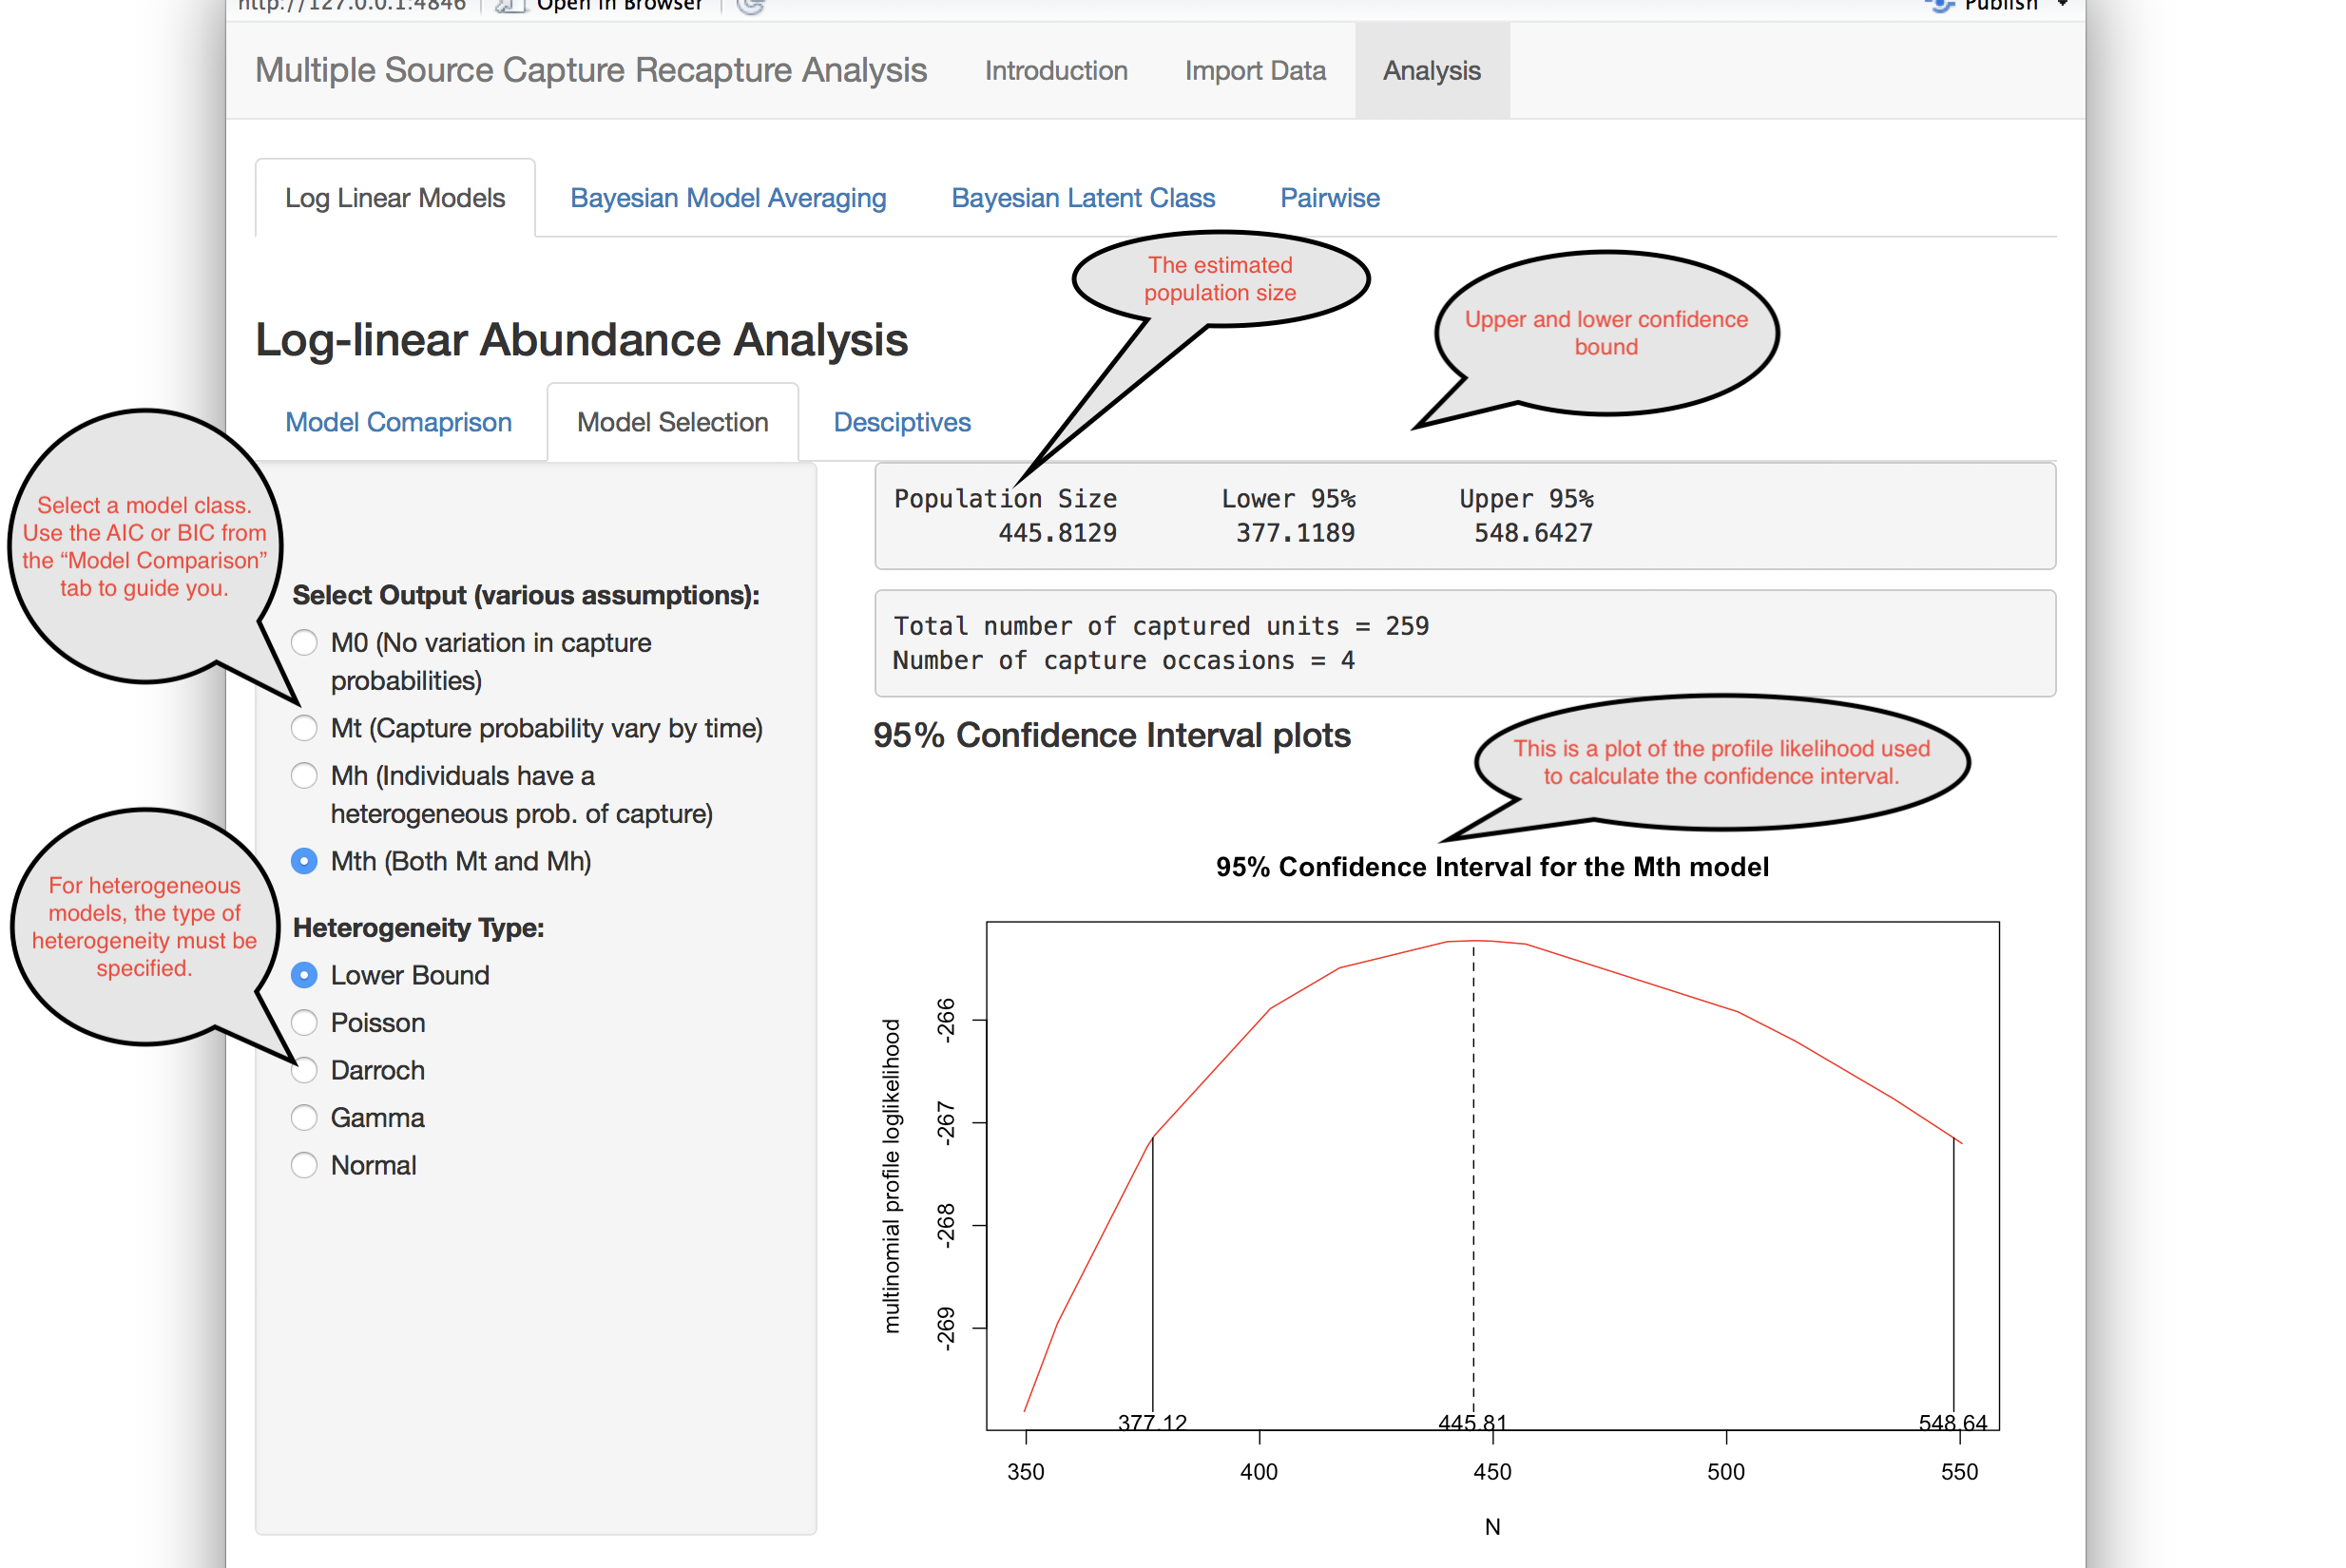 http://127.0.0.1:4846 Open in Browser Publish
Multiple Source Capture Recapture Analysis Introduction Import Data Analysis
Log Linear Models Bayesian Model Averaging Bayesian Latent Class Pairwise
The estimated
population size
Upper and lower confidence
bound
Log-linear Abundance Analysis
Model Comaprison Model Selection Desciptives
Select a model class.
Use the AIC or BIC from
the “Model Comparison”
tab to guide you.
Population Size Lower 95% Upper 95%
445.8129 377.1189 548.6427
Select Output (various assumptions):
M0 (No variation in capture
probabilities)
Mt (Capture probability vary by time)
Mh (Individuals have a
heterogeneous prob. of capture)
Mth (Both Mt and Mh)
For heterogeneous
models, the type of
heterogeneity must be
specified.
Heterogeneity Type:
Lower Bound
Poisson
Darroch
Gamma
Normal
Total number of captured units = 259
Number of capture occasions = 4
95% Confidence Interval plots
This is a plot of the profile likelihood used
to calculate the confidence interval.
95% Confidence Interval for the Mth model
multinomial profile loglikelihood
-266
-267
-268
-269
377.12 445.81 548.64
350 400 450 500 550
N